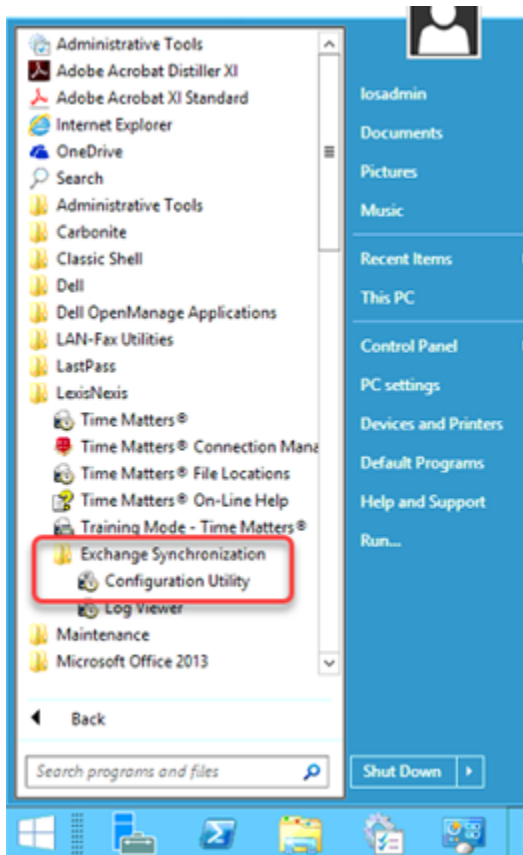 Administrative Tools
Adobe Acrobat Distiller XI
Adobe Acrobat XI Standard
Internet Explorer
OneDrive
Search
Administrative Tools
Carbonite
Classic Shell
Dell
Dell OpenManage Applications
LAN-Fax Utilities
LastPass
LexisNexis
Time Matters®
Time Matters® Connection Mana
Time Matters® File Locations
Time Matters® On-Line Help
Training Mode - Time Matters®
Exchange Synchronization
Configuration Utility
Log Viewer
Maintenance
Microsoft Office 2013
Back
Search programs and files
losadmin
Documents
Pictures
Music
Recent Items
This PC
Control Panel
PC settings
Devices and Printers
Default Programs
Help and Support
Run...
Shut Down